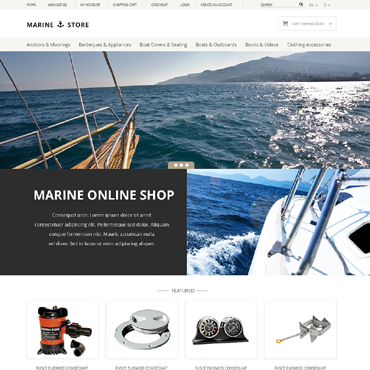 HOME WISHLIST (0) MY ACCOUNT SHOPPING CART CHECKOUT LOGIN CREATE AN ACCOUNT SEARCH
MARINE STORE
Anchors & Moorings Barbeques & Appliances Boat Covers & Seating Boats & Outboards Books & Videos Clothing Accessories
MARINE ONLINE SHOP
Consequat ante. Lorem ipsum dolor sit amet
consectetuer adipiscing elit. Pellentesque sed dolor. Aliquam
congue fermentum nisl. Mauris accumsan nulla
vel diam. Sed in lacus ut enim adipiscing aliquet.
FEATURED
FUSCE EUISMOD CONSEQUAT FUSCE EUISMOD CONSEQUAT FUSCE EUISMOD CONSEQUAT FUSCE EUISMOD CONSEQUAT